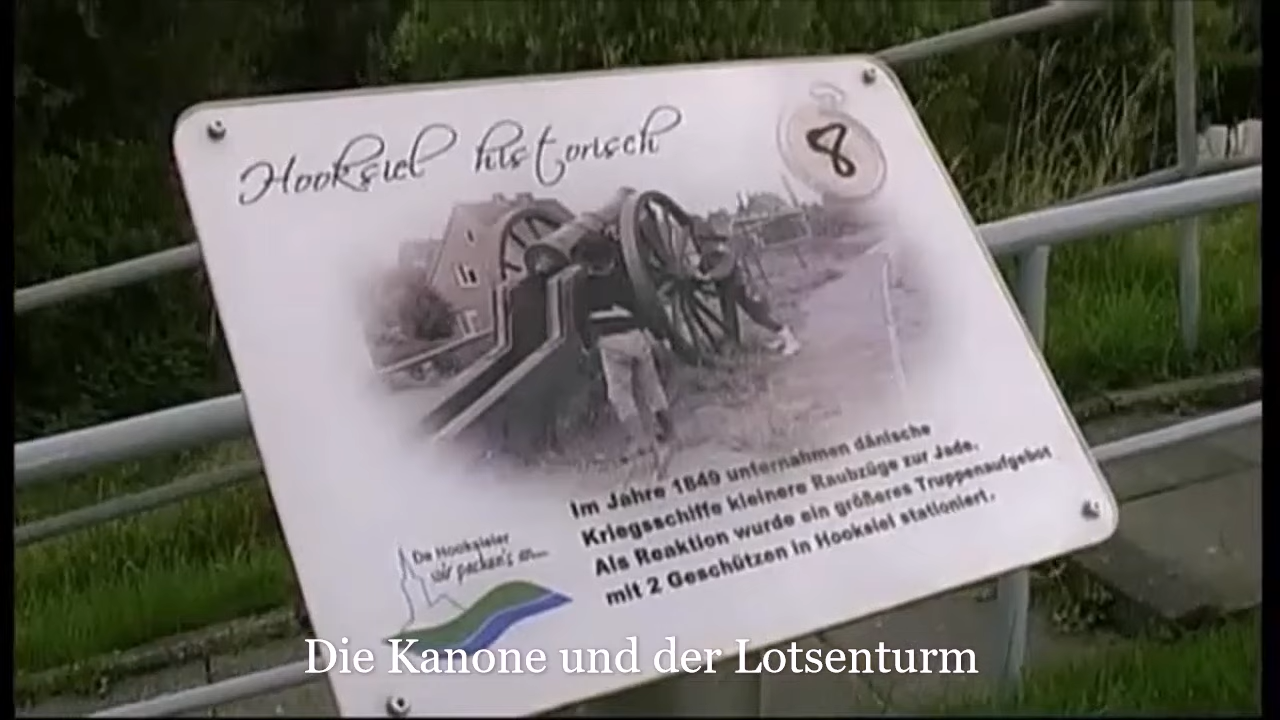 Hooksiel historisch
8
Im Jahre 1849 unternahmen dänische
Kriegsschiffe kleinere Raubzüge zur Jade.
Als Reaktion wurde ein größeres Truppenaufgebot
mit 2 Geschützen in Hooksiel stationiert.
De Hooksieler
wir packen's an...
Die Kanone und der Lotsenturm